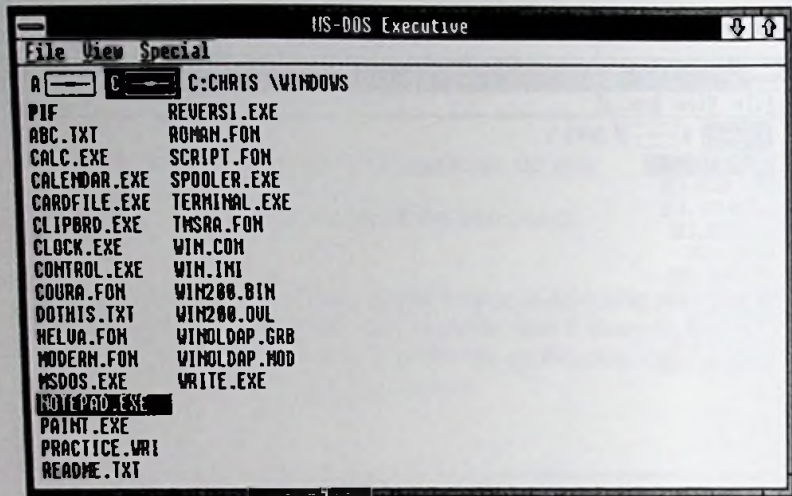 MS-DOS Executive
File View Special
A C C:CHRIS \WINDOWS
PIF REVERSI.EXE
ABC.TXT ROMAN.FON
CALC.EXE SCRIPT.FON
CALENDAR.EXE SPOOLER.EXE
CARDFILE.EXE TERMINAL.EXE
CLIPBRD.EXE TMSRA.FON
CLOCK.EXE WIN.COM
CONTROL.EXE WIN.INI
COURA.FON WIN200.BIN
DOTHIS.TXT WIN200.OVL
HELVA.FON WINOLDAP.GRB
MODERN.FON WINOLDAP.MOD
MSDOS.EXE WRITE.EXE
NOTEPAD.EXE
PAINT.EXE
PRACTICE.WRI
README.TXT